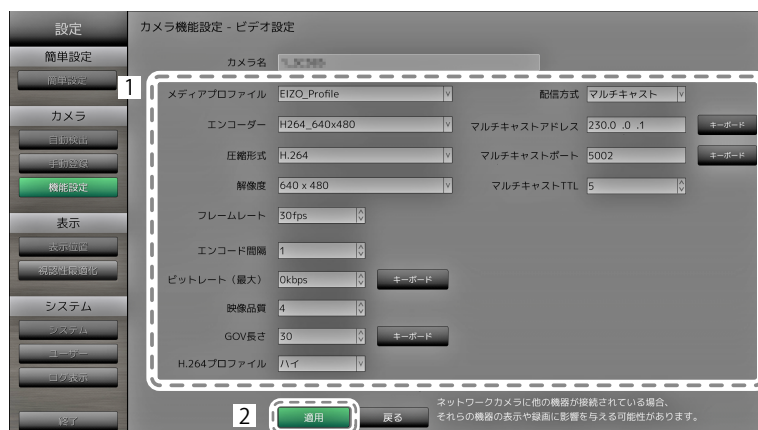 設定
カメラ機能設定 - ビデオ設定
簡単設定
簡単設定
カメラ
自動検出
手動登録
機能設定
表示
表示位置
視認性最適化
システム
システム
ユーザー
ログ表示
終了
カメラ名
1
メディアプロファイル EIZO_Profile
エンコーダー H264_640x480
圧縮形式 H.264
解像度 640 x 480
フレームレート 30fps
エンコード間隔 1
ビットレート（最大） 0kbps キーボード
映像品質 4
GOV長さ 30 キーボード
H.264プロファイル ハイ
配信方式 マルチキャスト
マルチキャストアドレス 230.0 .0 .1 キーボード
マルチキャストポート 5002 キーボード
マルチキャストTTL 5
2
適用
戻る
ネットワークカメラに他の機器が接続されている場合、
それらの機器の表示や録画に影響を与える可能性があります。